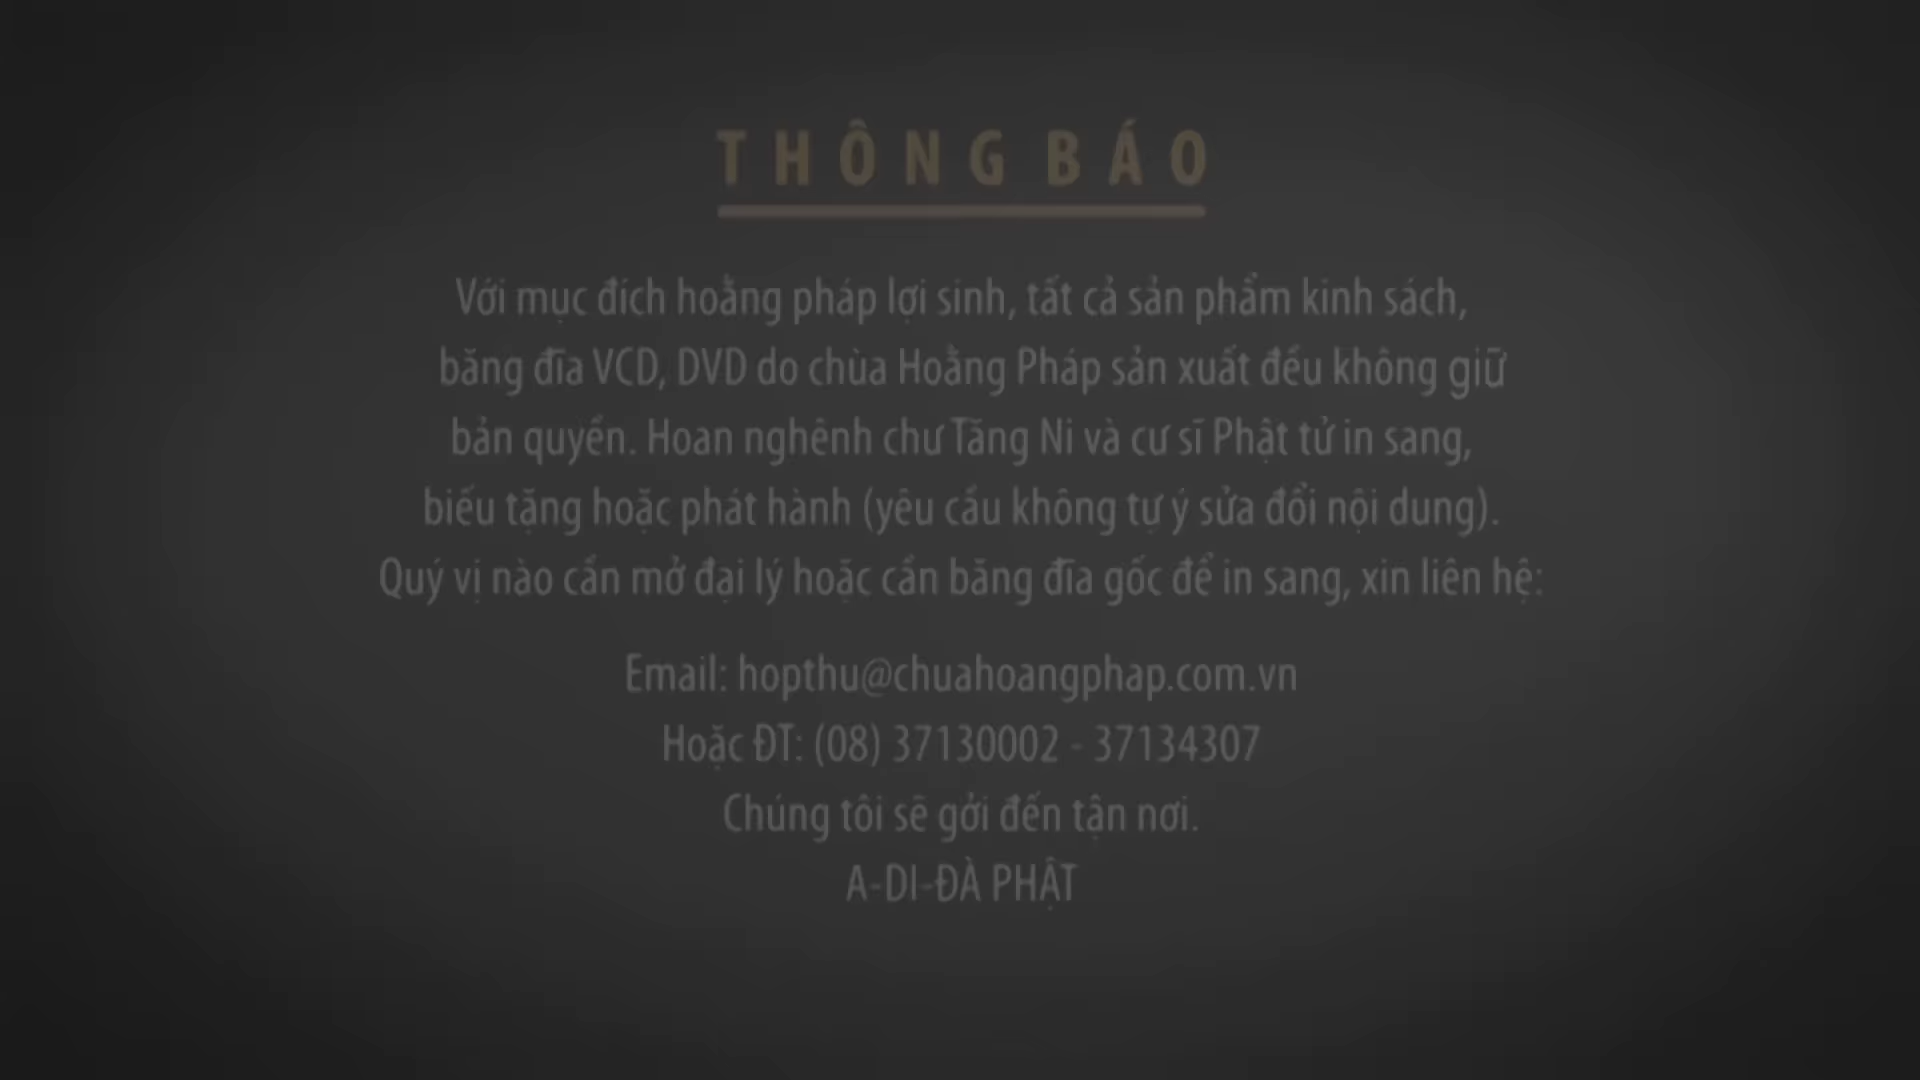 THÔNG BÁO
Với mục đích hoằng pháp lợi sinh, tất cả sản phẩm kinh sách,
băng đĩa VCD, DVD do chùa Hoằng Pháp sản xuất đều không giữ
bản quyền. Hoan nghênh chư Tăng Ni và cư sĩ Phật tử in sang,
biếu tặng hoặc phát hành (yêu cầu không tự ý sửa đổi nội dung).
Quý vị nào cần mở đại lý hoặc cần băng đĩa gốc để in sang, xin liên hệ:
Email: hopthu@chuahoangphap.com.vn
Hoặc ĐT: (08) 37130002 - 37134307
Chúng tôi sẽ gởi đến tận nơi.
A-DI-ĐÀ PHẬT